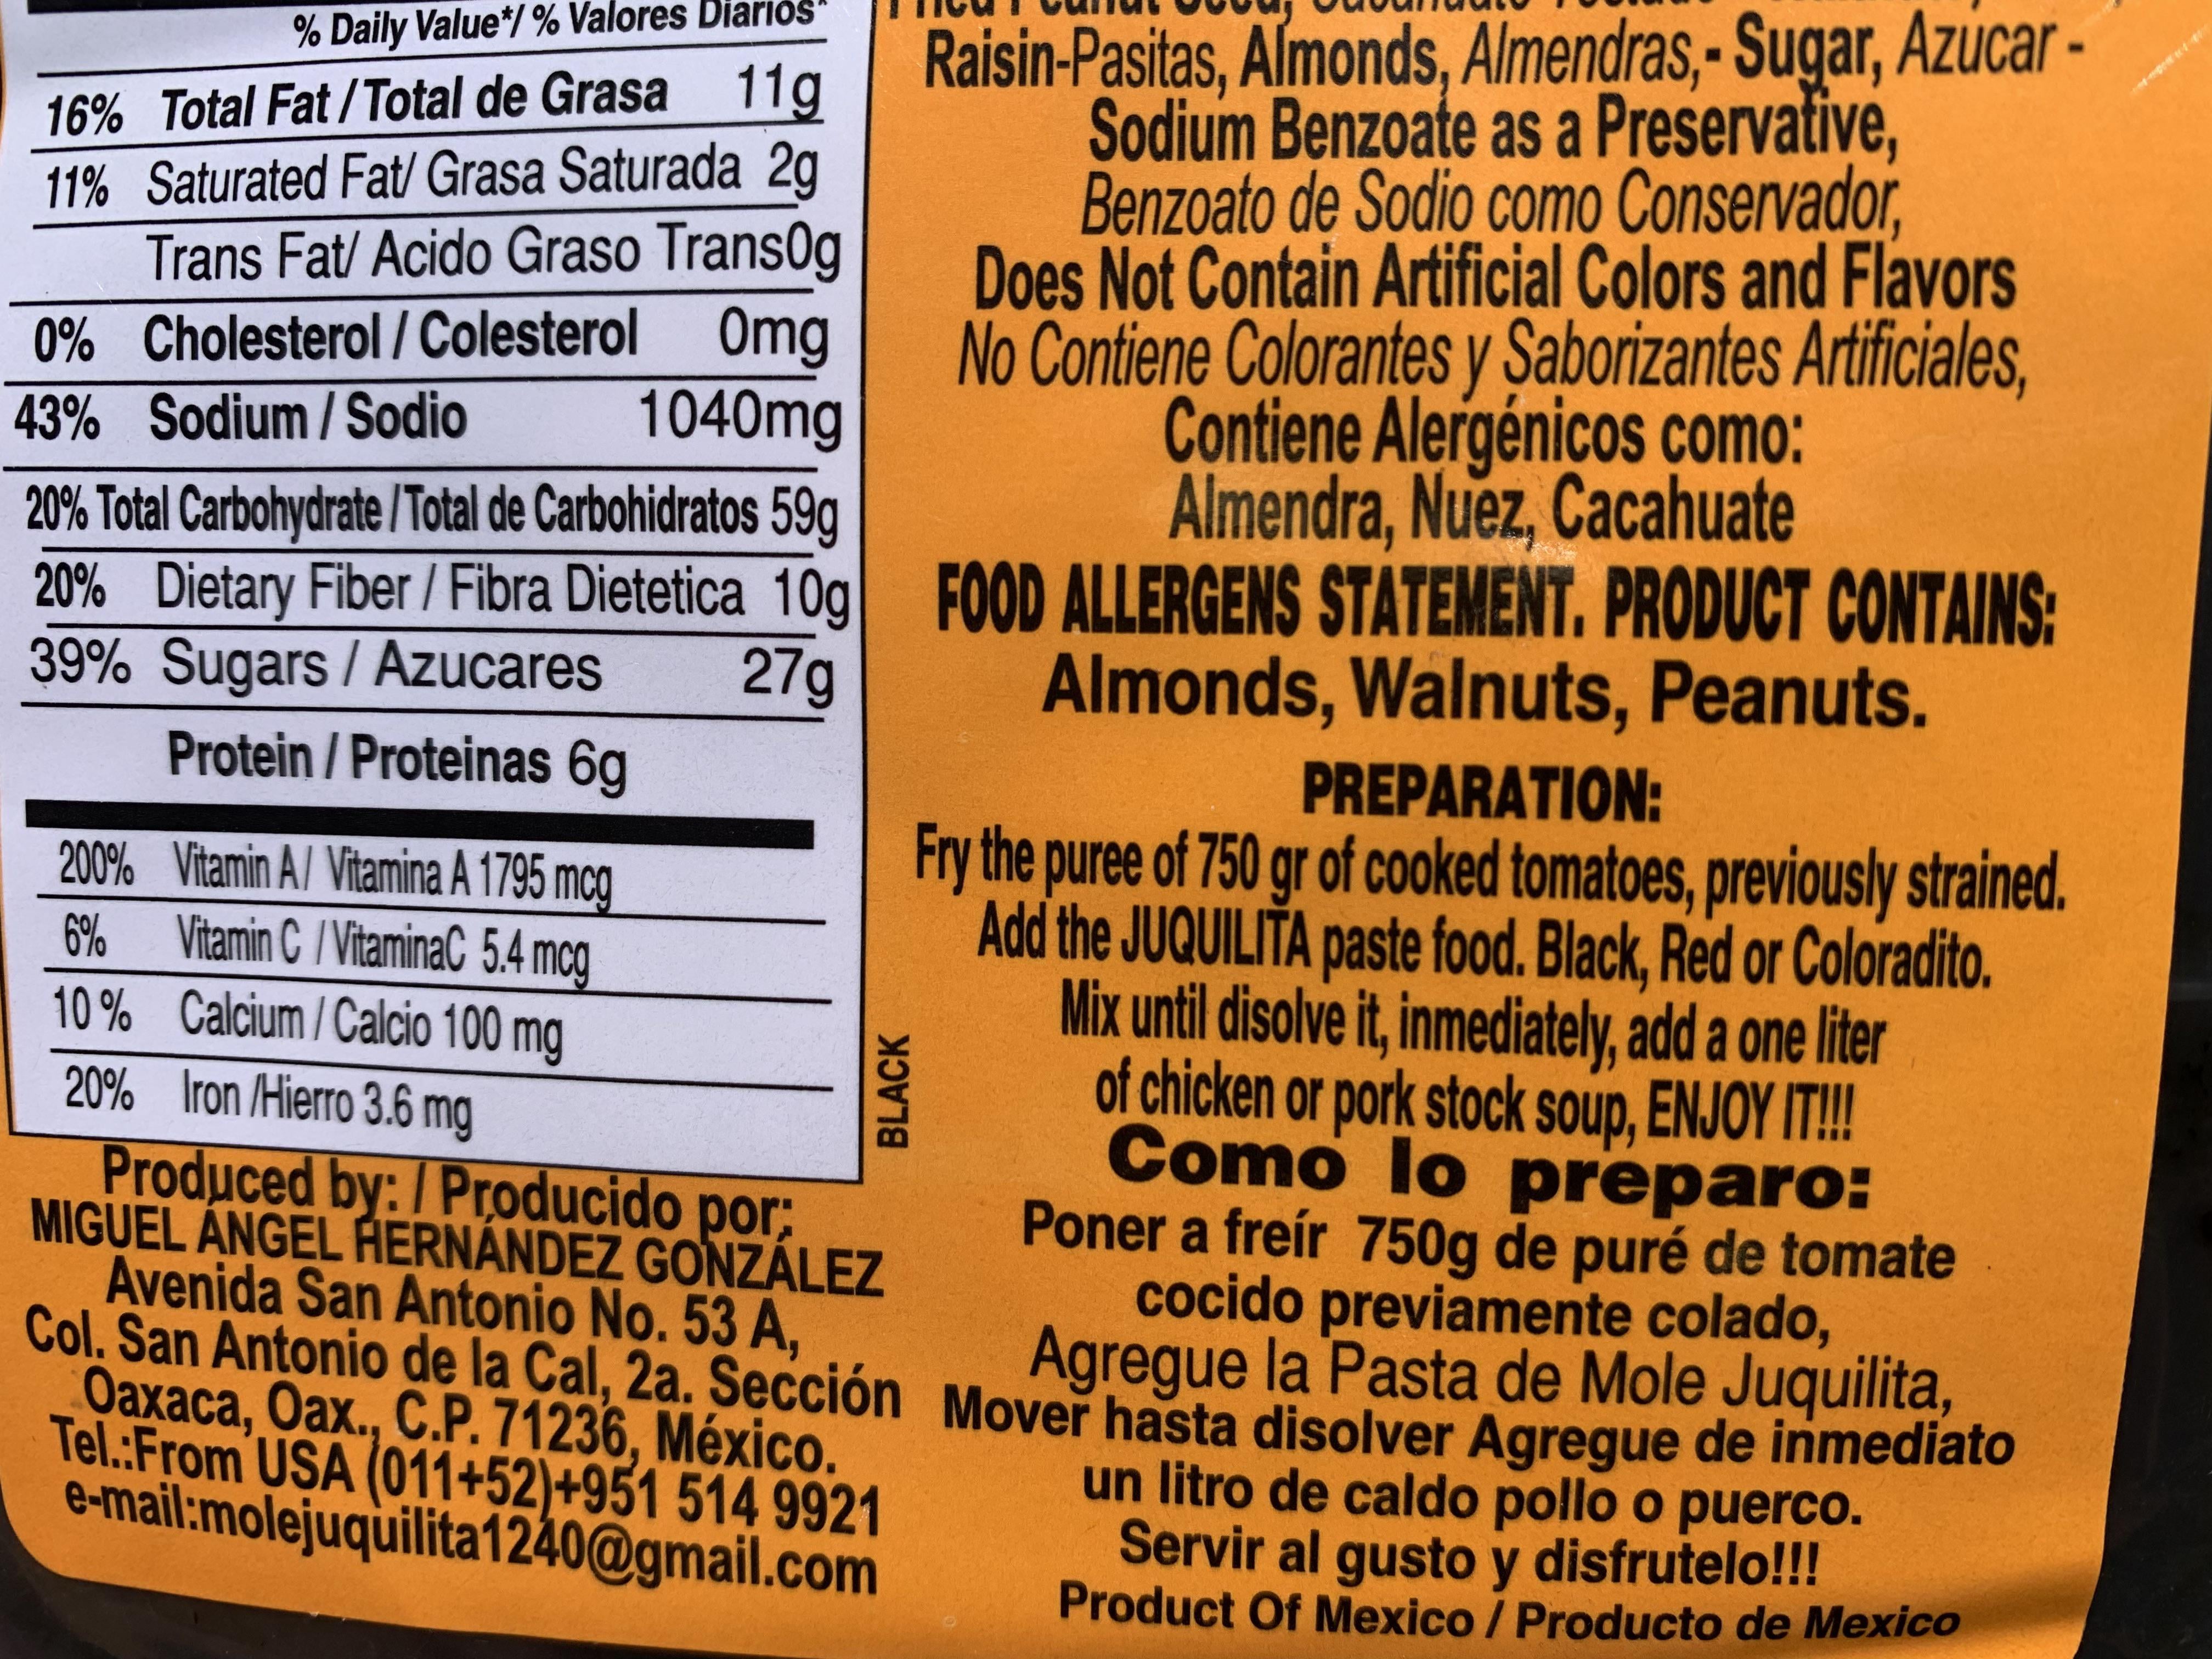 % Daily Value*/ % Valores Diarios*
16% Total Fat / Total de Grasa 11g
11% Saturated Fat/ Grasa Saturada 2g
Trans Fat/ Acido Graso Trans0g
0% Cholesterol / Colesterol 0mg
43% Sodium / Sodio 1040mg
20% Total Carbohydrate / Total de Carbohidratos 59g
20% Dietary Fiber / Fibra Dietetica 10g
39% Sugars / Azucares 27g
Protein / Proteinas 6g
200% Vitamin A/ Vitamina A 1795 mcg
6% Vitamin C / VitaminaC 5.4 mcg
10 % Calcium / Calcio 100 mg
20% Iron /Hierro 3.6 mg
BLACK
Produced by: / Producido por:
MIGUEL ÁNGEL HERNÁNDEZ GONZÁLEZ
Avenida San Antonio No. 53 A,
Col. San Antonio de la Cal, 2a. Sección
Oaxaca, Oax., C.P. 71236, México.
Tel.:From USA (011+52)+951 514 9921
e-mail:molejuquilita1240@gmail.com
Raisin-Pasitas, Almonds, Almendras,- Sugar, Azucar -
Sodium Benzoate as a Preservative,
Benzoato de Sodio como Conservador,
Does Not Contain Artificial Colors and Flavors
No Contiene Colorantes y Saborizantes Artificiales,
Contiene Alergénicos como:
Almendra, Nuez, Cacahuate
FOOD ALLERGENS STATEMENT. PRODUCT CONTAINS:
Almonds, Walnuts, Peanuts.
PREPARATION:
Fry the puree of 750 gr of cooked tomatoes, previously strained.
Add the JUQUILITA paste food. Black, Red or Coloradito.
Mix until disolve it, inmediately, add a one liter
of chicken or pork stock soup, ENJOY IT!!!
Como lo preparo:
Poner a freír 750g de puré de tomate
cocido previamente colado,
Agregue la Pasta de Mole Juquilita,
Mover hasta disolver Agregue de inmediato
un litro de caldo pollo o puerco.
Servir al gusto y disfrutelo!!!
Product Of Mexico / Producto de Mexico